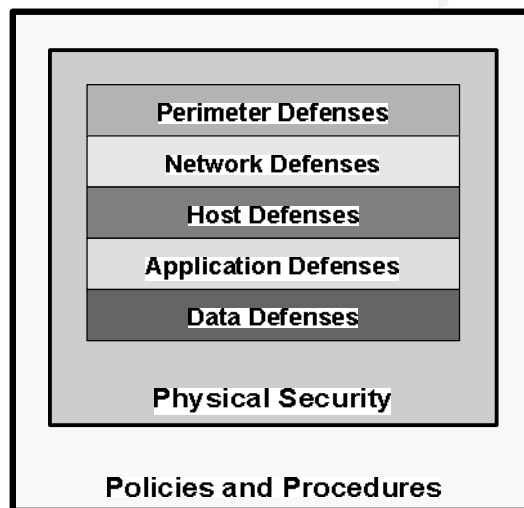 Perimeter Defenses
Network Defenses
Host Defenses
Application Defenses
Data Defenses
Physical Security
Policies and Procedures